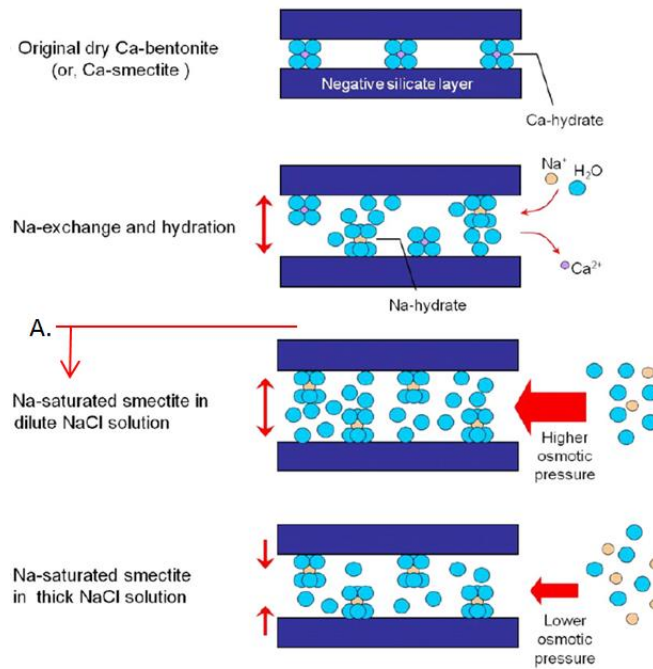 Original dry Ca-bentonite
(or, Ca-smectite )
Negative silicate layer
Ca-hydrate
Na⁺
H₂O
Na-exchange and hydration
Ca²⁺
Na-hydrate
A.
Na-saturated smectite in
dilute NaCl solution
Higher
osmotic
pressure
Na-saturated smectite
in thick NaCl solution
Lower
osmotic
pressure